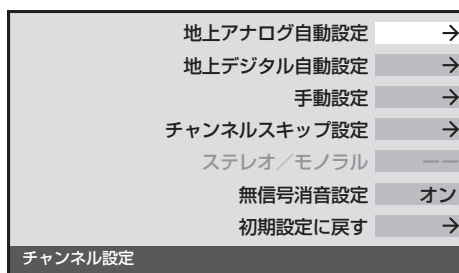 地上アナログ自動設定 →
地上デジタル自動設定 →
手動設定 →
チャンネルスキップ設定 →
ステレオ／モノラル ーー
無信号消音設定 オン
初期設定に戻す →
チャンネル設定